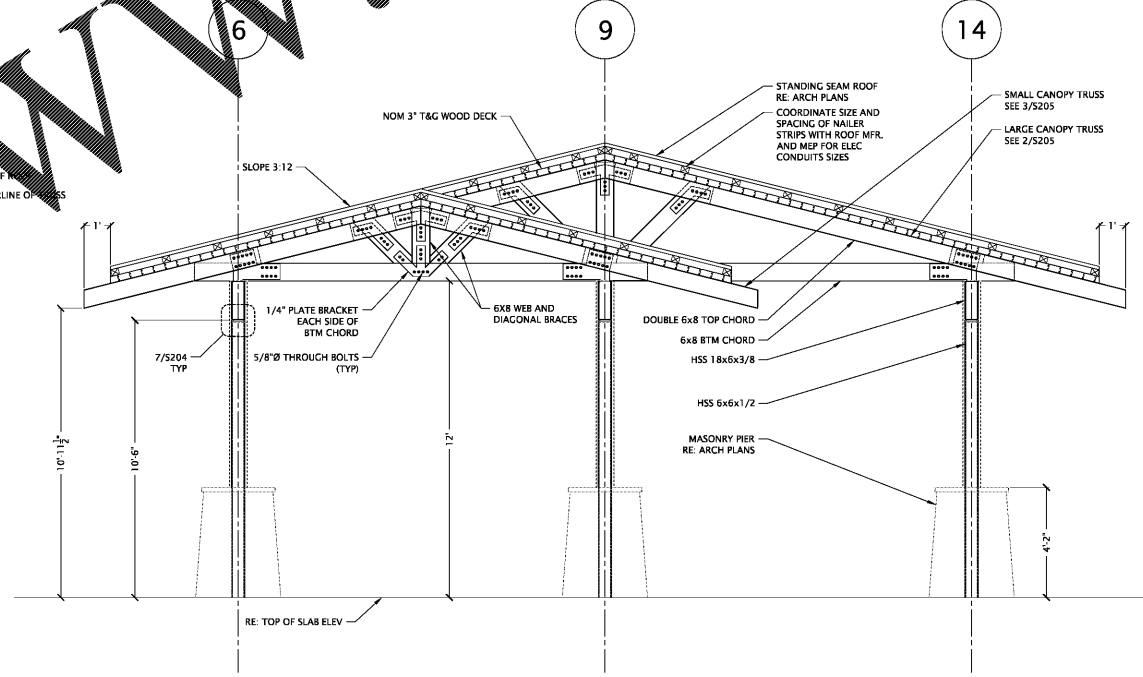 6
9
14
STANDING SEAM ROOF
RE: ARCH PLANS
COORDINATE SIZE AND
SPACING OF NAILER
STRIPS WITH ROOF MFR.
AND MEP FOR ELEC
CONDUITS SIZES
SMALL CANOPY TRUSS
SEE 3/S205
LARGE CANOPY TRUSS
SEE 2/S205
NOM 3" T&G WOOD DECK
SLOPE 3:12
1'
1'
1/4" PLATE BRACKET
EACH SIDE OF
BTM CHORD
6X8 WEB AND
DIAGONAL BRACES
DOUBLE 6x8 TOP CHORD
6x8 BTM CHORD
HSS 18x6x3/8
7/S204
TYP
5/8"Ø THROUGH BOLTS
(TYP)
HSS 6x6x1/2
10'-11 1/2"
10'-6"
12'
MASONRY PIER
RE: ARCH PLANS
4'-2"
RE: TOP OF SLAB ELEV